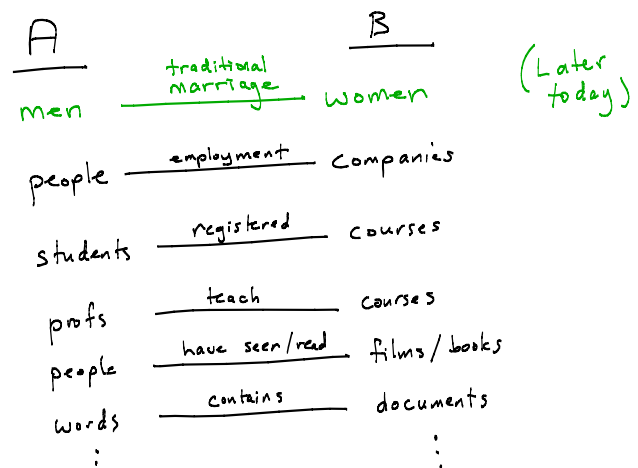 A B
men traditional marriage women (Later today)
people employment companies
students registered courses
profs teach courses
people have seen/read films/books
words contains documents
⋮ ⋮